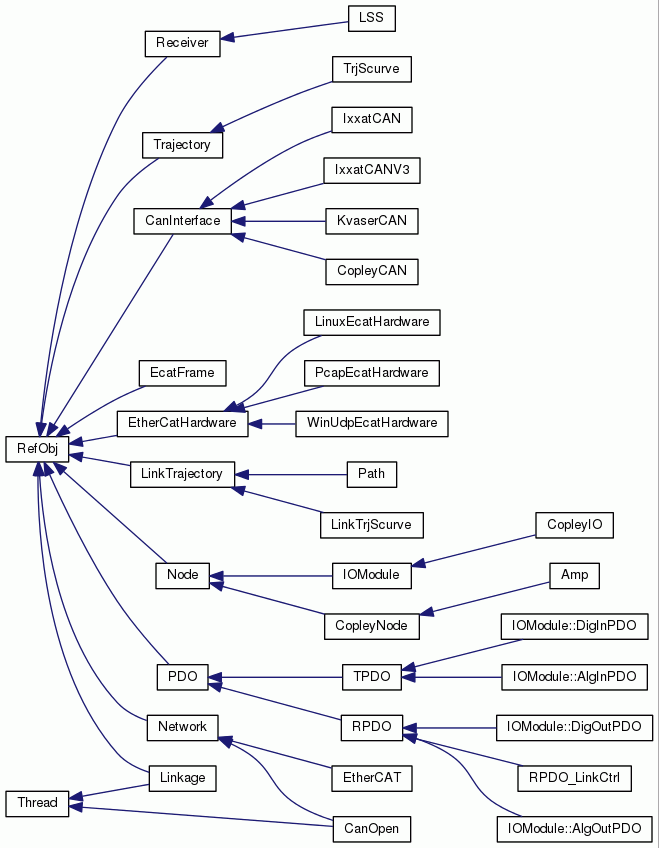 LSS
Receiver
TrjScurve
IxxatCAN
Trajectory
IxxatCANV3
CanInterface
KvaserCAN
CopleyCAN
LinuxEcatHardware
EcatFrame
PcapEcatHardware
EtherCatHardware
WinUdpEcatHardware
RefObj
LinkTrajectory
Path
LinkTrjScurve
CopleyIO
Node
IOModule
Amp
CopleyNode
IOModule::DigInPDO
PDO
TPDO
IOModule::AlgInPDO
Network
RPDO
IOModule::DigOutPDO
Linkage
EtherCAT
RPDO_LinkCtrl
Thread
CanOpen
IOModule::AlgOutPDO